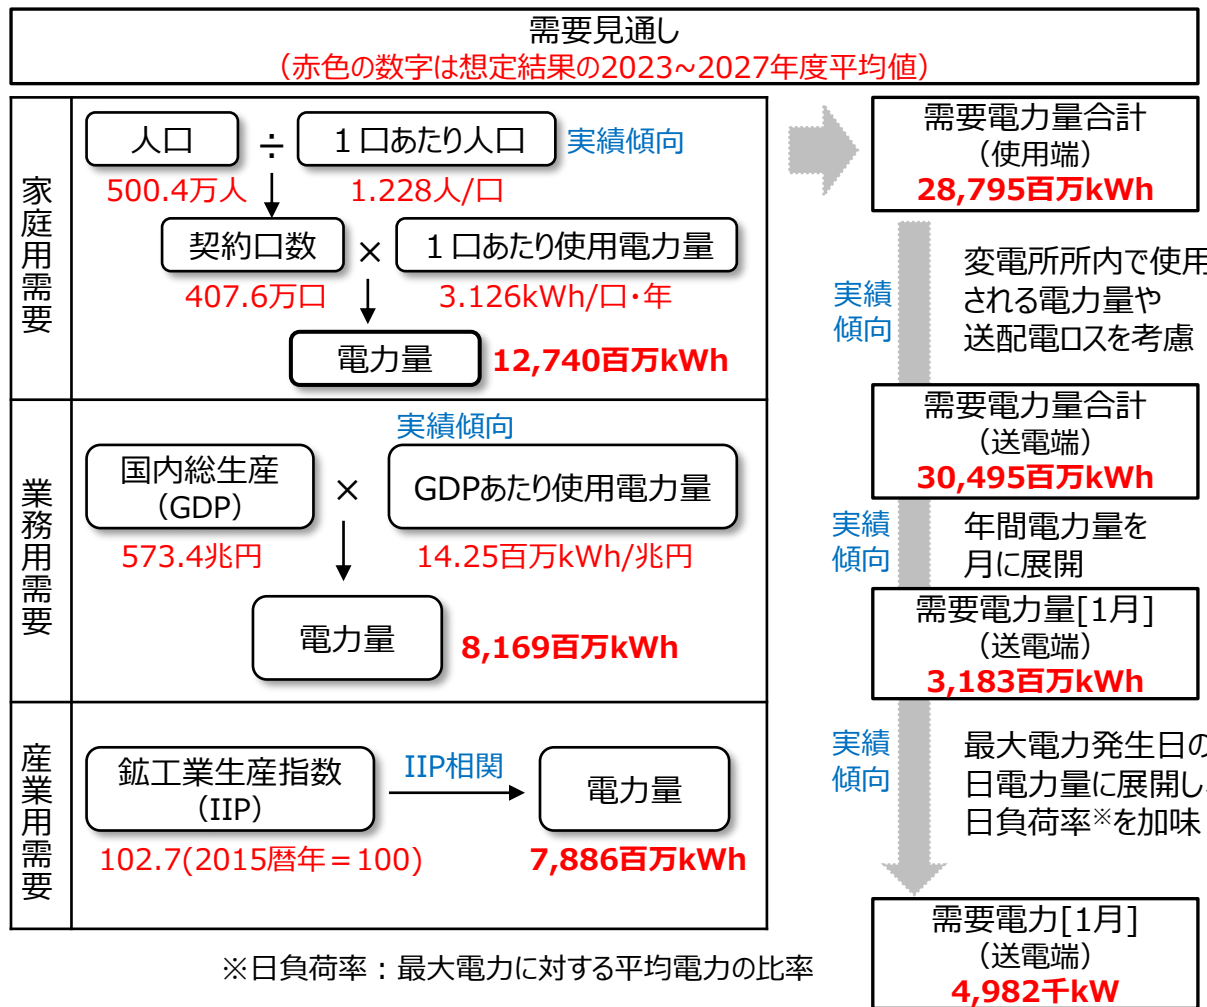 需要見通し
（赤色の数字は想定結果の2023~2027年度平均値）
家庭用需要
人口 ÷ １口あたり人口 実績傾向
500.4万人 1.228人/口
契約口数 × １口あたり使用電力量
407.6万口 3.126kWh/口・年
電力量 12,740百万kWh
業務用需要
実績傾向
国内総生産
（GDP）
×
GDPあたり使用電力量
573.4兆円 14.25百万kWh/兆円
電力量 8,169百万kWh
産業用需要
鉱工業生産指数
（IIP）
IIP相関
電力量
102.7(2015暦年＝100) 7,886百万kWh
※日負荷率：最大電力に対する平均電力の比率
需要電力量合計
（使用端）
28,795百万kWh
実績
傾向
変電所所内で使用
される電力量や
送配電ロスを考慮
需要電力量合計
（送電端）
30,495百万kWh
実績
傾向
年間電力量を
月に展開
需要電力量[1月]
（送電端）
3,183百万kWh
実績
傾向
最大電力発生日の
日電力量に展開し、
日負荷率※を加味
需要電力[1月]
（送電端）
4,982千kW